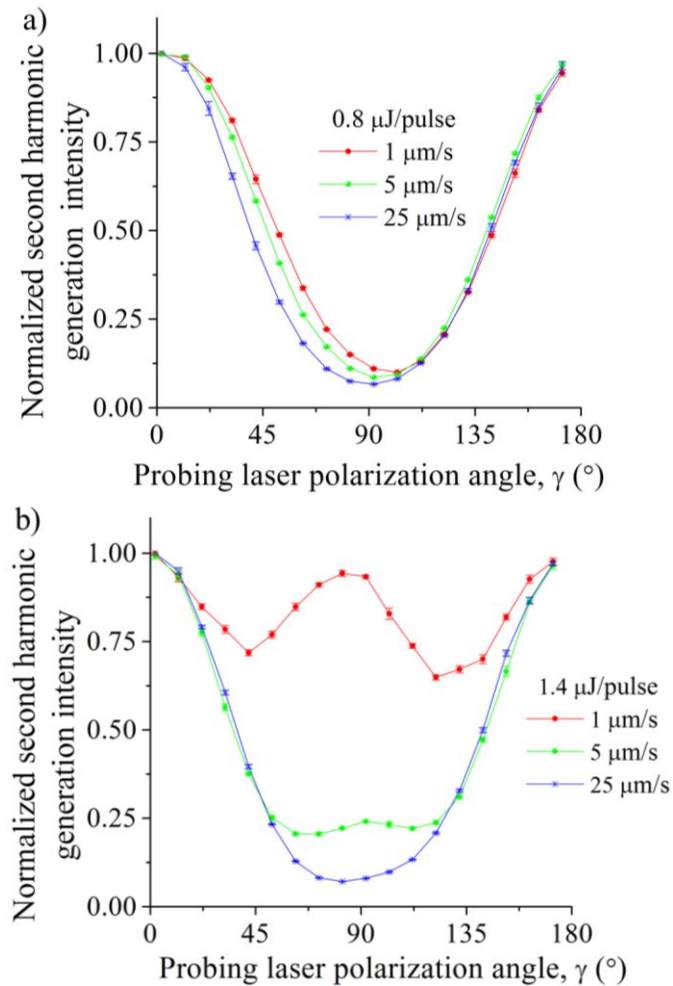 a)
Normalized second harmonic
generation intensity
1.00
0.75
0.50
0.25
0.00
0.8 μJ/pulse
1 μm/s
5 μm/s
25 μm/s
0 45 90 135 180
Probing laser polarization angle, γ (°)
b)
Normalized second harmonic
generation intensity
1.00
0.75
0.50
0.25
0.00
1.4 μJ/pulse
1 μm/s
5 μm/s
25 μm/s
0 45 90 135 180
Probing laser polarization angle, γ (°)